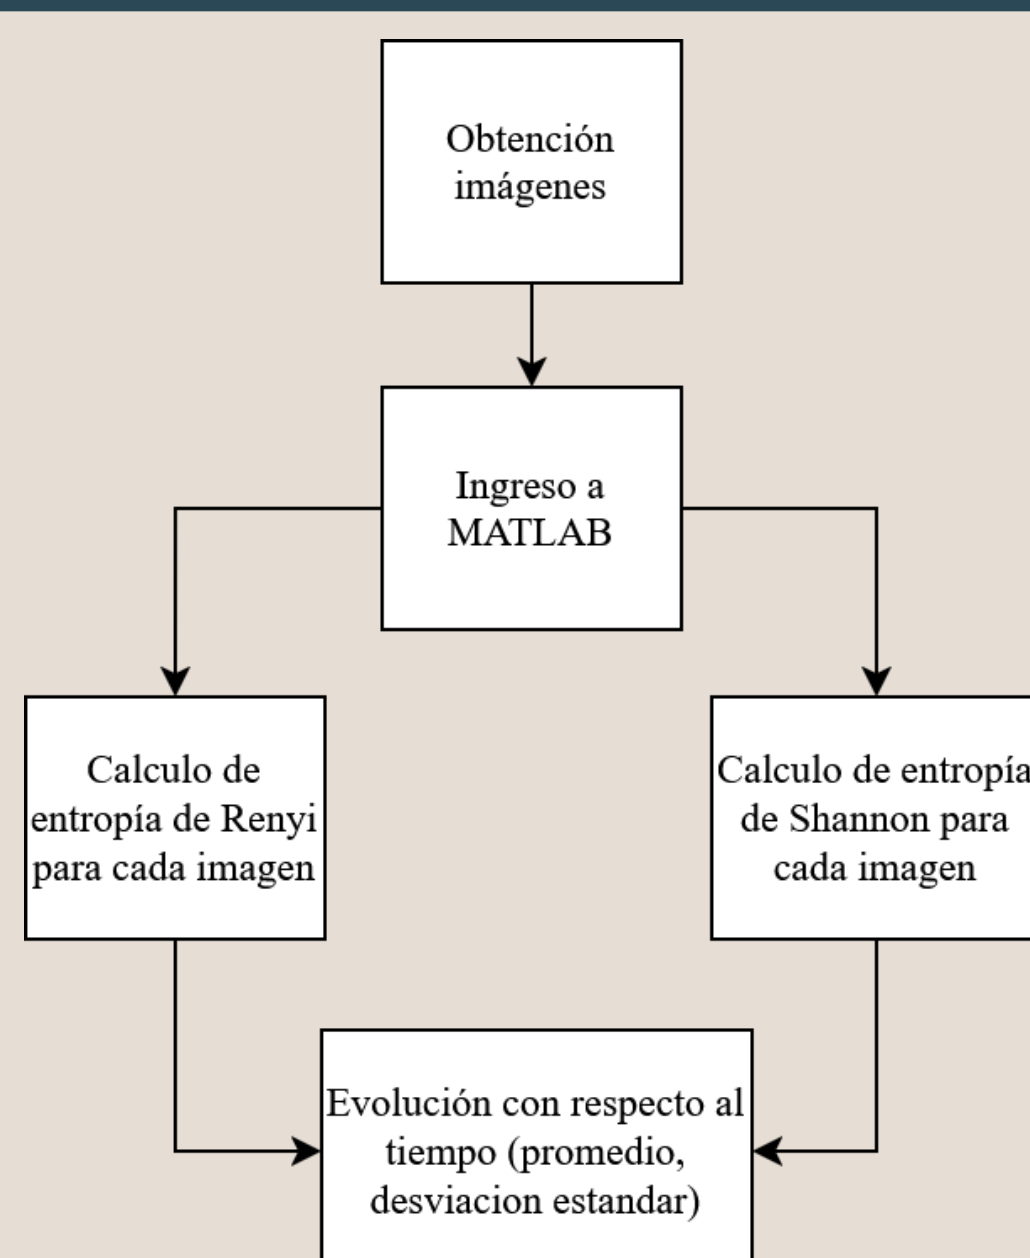 Obtención
imágenes
Ingreso a
MATLAB
Calculo de
entropía de Renyi
para cada imagen
Calculo de entropía
de Shannon para
cada imagen
Evolución con respecto al
tiempo (promedio,
desviacion estandar)